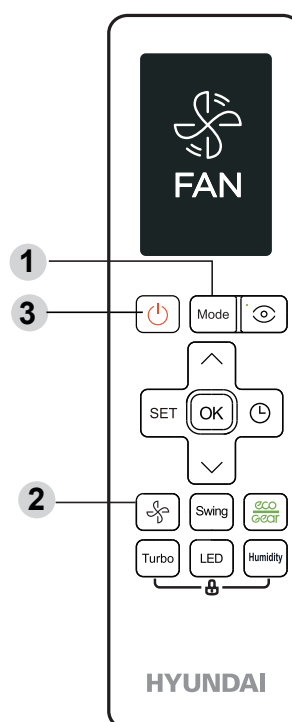 FAN
1
3
Mode
SET
OK
2
Swing
eco
Gear
Turbo
LED
Humidity
HYUNDAI